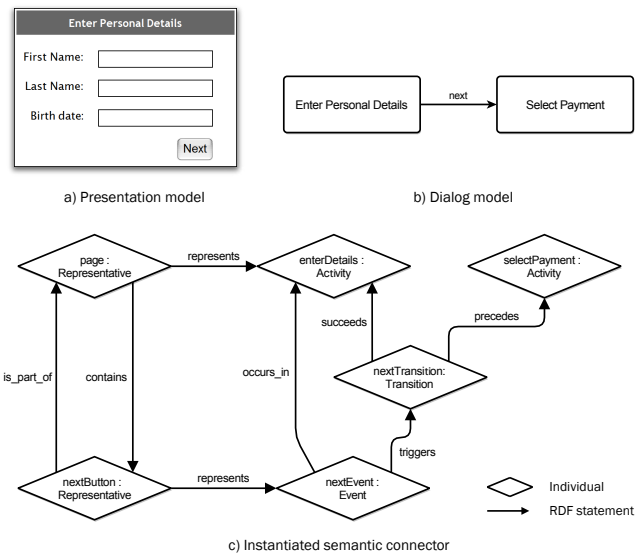 Enter Personal Details
First Name:
Last Name:
Birth date:
Next
a) Presentation model
Enter Personal Details
next
Select Payment
b) Dialog model
page :
Representative
represents
enterDetails :
Activity
selectPayment :
Activity
succeeds
precedes
is_part_of
contains
occurs_in
nextTransition:
Transition
triggers
nextButton :
Representative
represents
nextEvent :
Event
Individual
RDF statement
c) Instantiated semantic connector